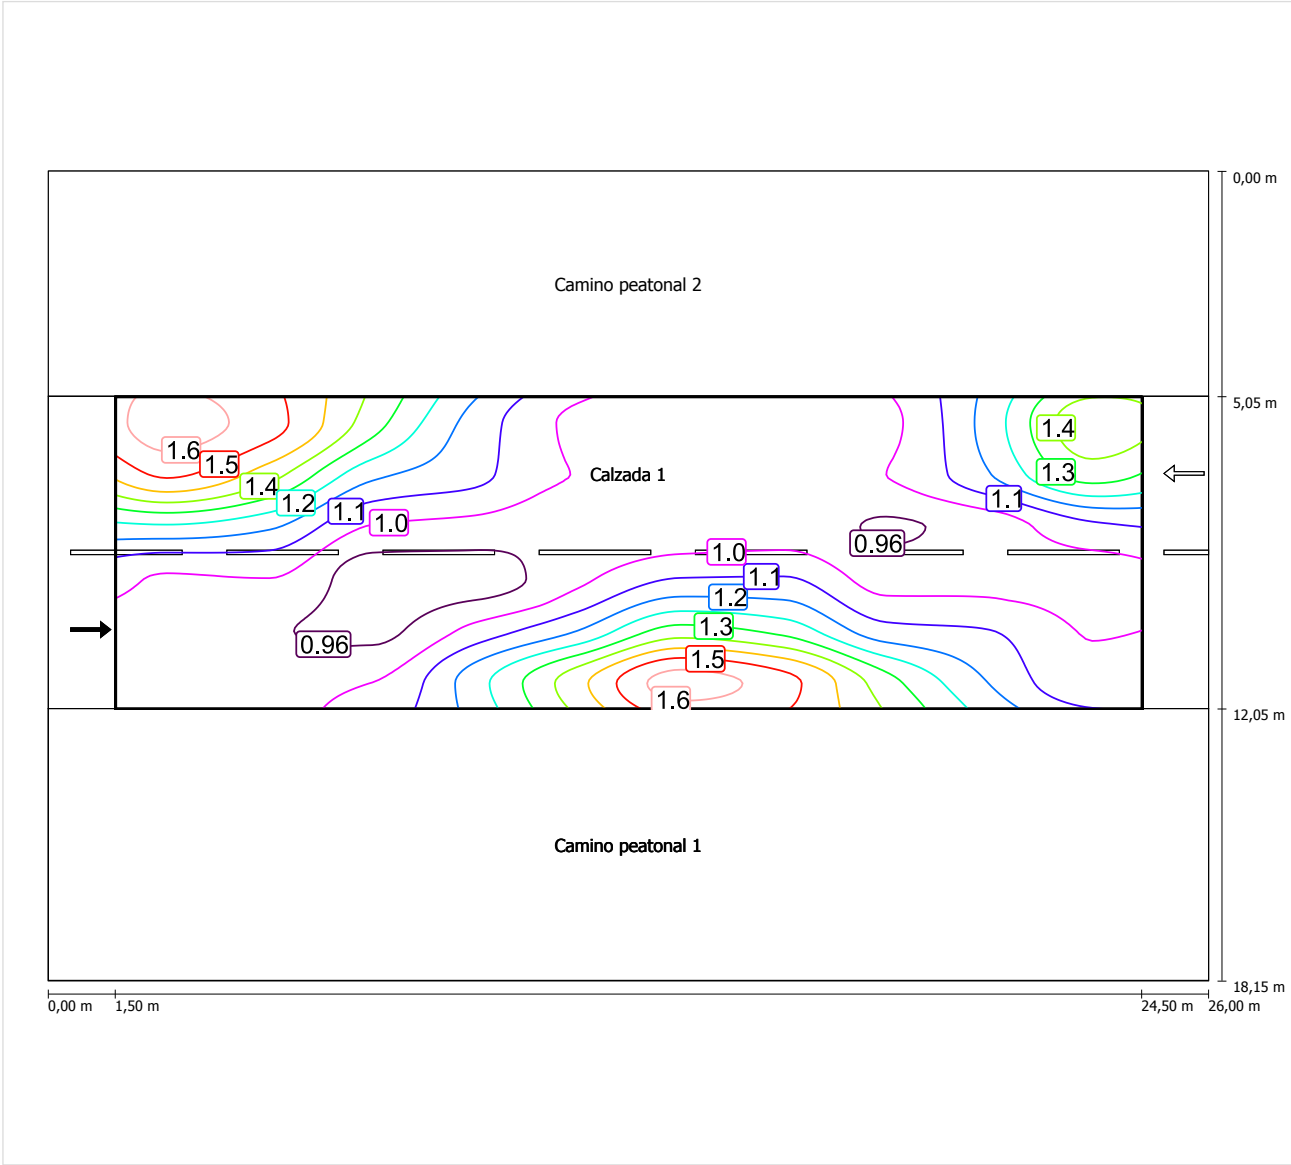 0,00 m
Camino peatonal 2
5,05 m
1.4
1.6
1.5
1.3
Calzada 1
1.4
1.2
1.1
1.1
1.0
0.96
1.0
1.1
1.2
1.3
0.96
1.5
1.6
12,05 m
Camino peatonal 1
18,15 m
0,00 m 1,50 m 24,50 m 26,00 m